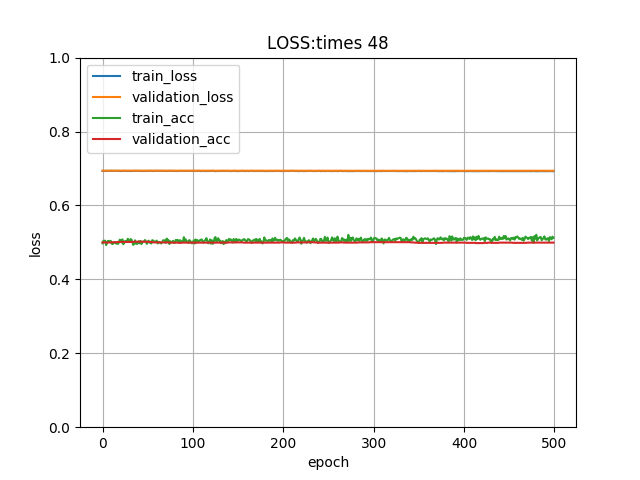 LOSS:times 48
1.0
0.8
0.6
0.4
0.2
0.0
loss
train_loss
validation_loss
train_acc
validation_acc
0 100 200 300 400 500
epoch